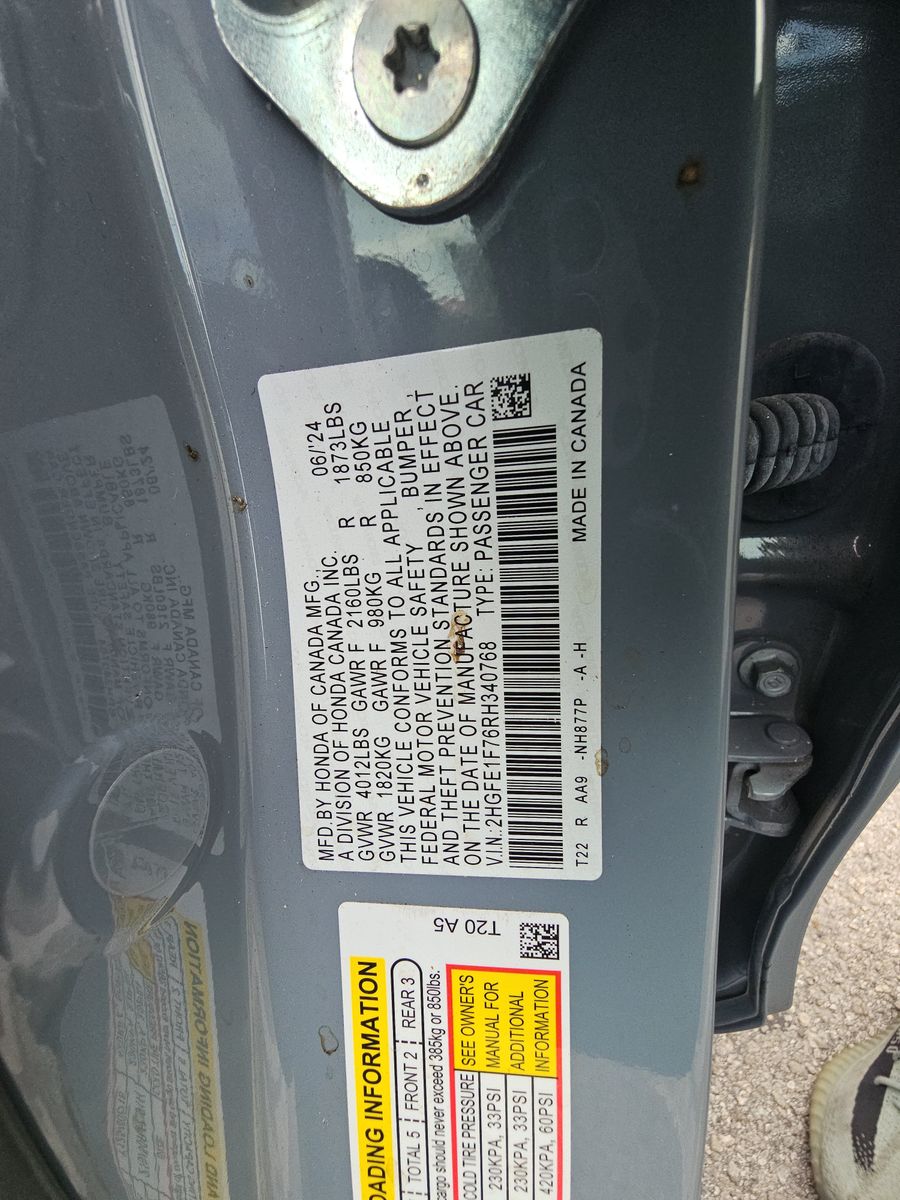 MFD.BY HONDA OF CANADA MFG., 06/'24
A DIVISION OF HONDA CANADA INC.
GVWR 4012LBS GAWR F 2160LBS R 1873LBS
GVWR 1820KG GAWR F 980KG R 850KG
THIS VEHICLE CONFORMS TO ALL APPLICABLE
FEDERAL MOTOR VEHICLE SAFETY ,BUMPER ,
AND THEFT PREVENTION STANDARDS IN EFFECT
ON THE DATE OF MANUFACTURE SHOWN ABOVE.
V.I.N.:2HGFE1F76RH340768 TYPE: PASSENGER CAR
T22 R AA9 -NH877P -A -H MADE IN CANADA
T20 A5
LOADING INFORMATION
TOTAL 5 FRONT 2 REAR 3
cargo should never exceed 385kg or 850lbs.
COLD TIRE PRESSURE SEE OWNER'S
230KPA, 33PSI MANUAL FOR
230KPA, 33PSI ADDITIONAL
420KPA, 60PSI INFORMATION